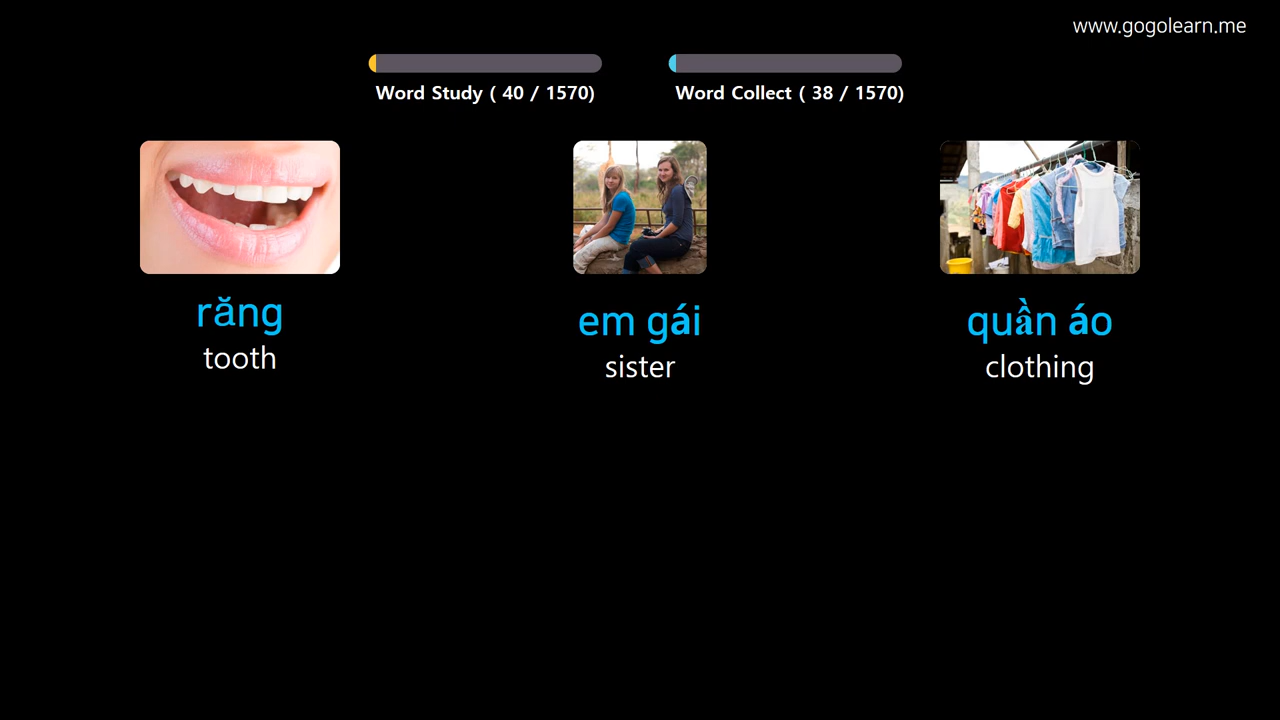 www.gogolearn.me
Word Study ( 40 / 1570)
Word Collect ( 38 / 1570)
răng
tooth
em gái
sister
quần áo
clothing